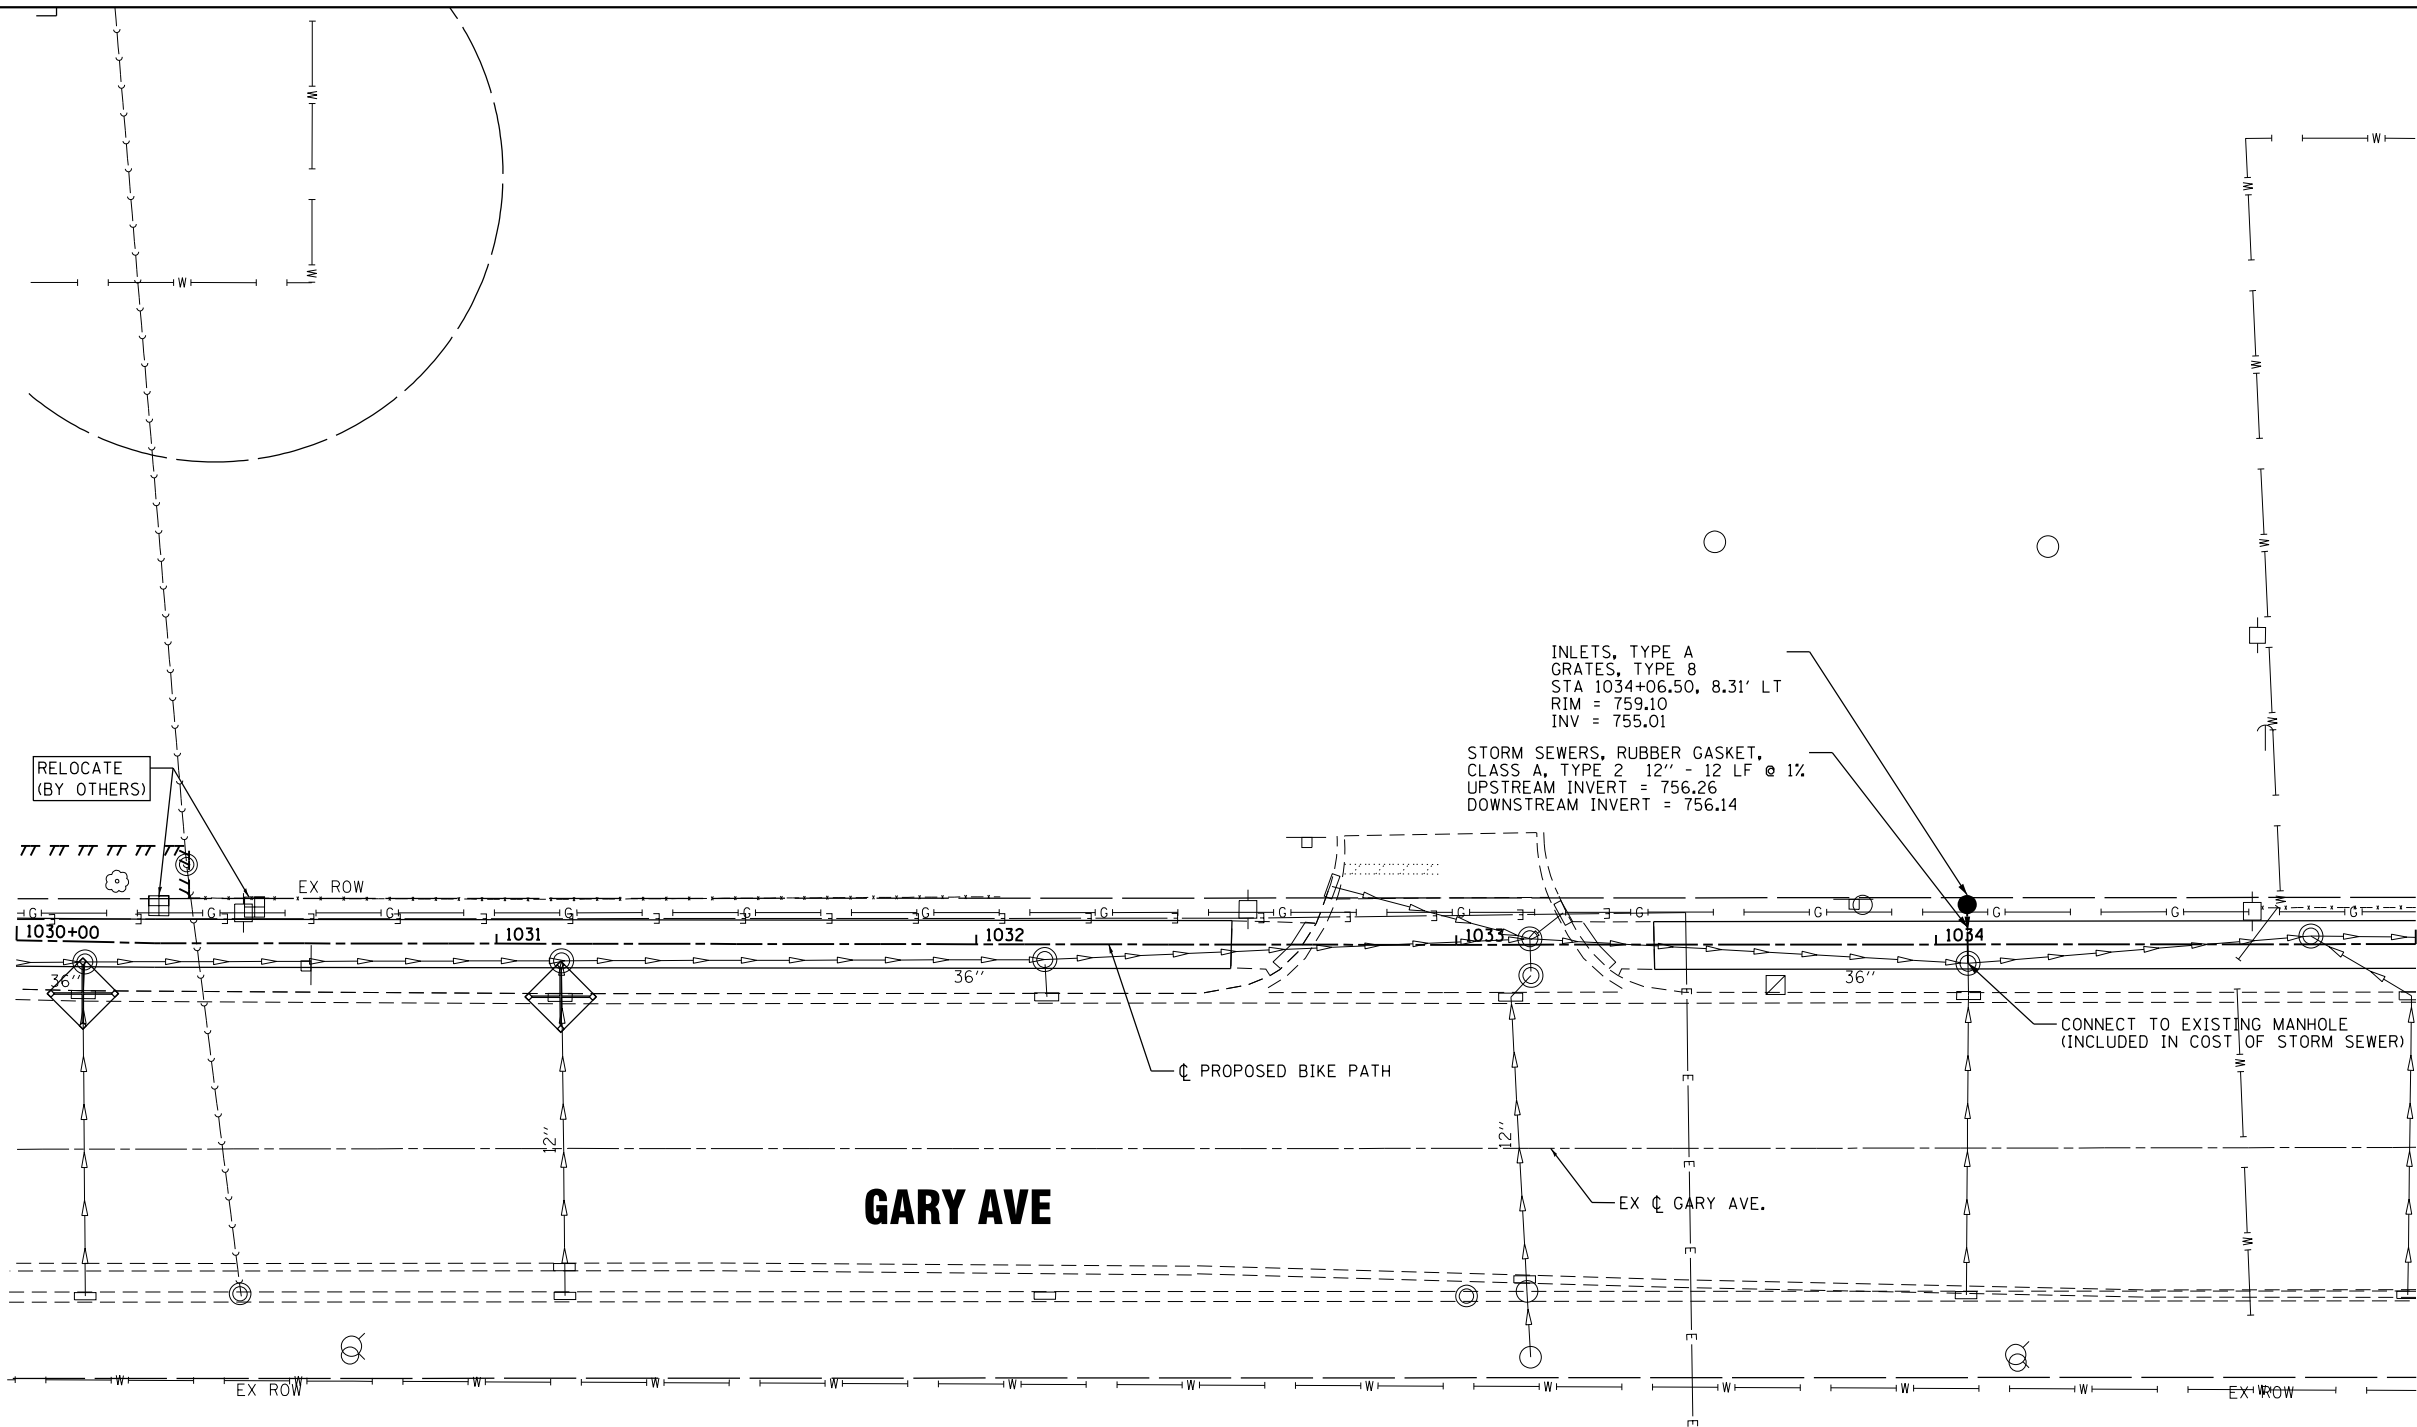 INLETS, TYPE A
GRATES, TYPE 8
STA 1034+06.50, 8.31' LT
RIM = 759.10
INV = 755.01
STORM SEWERS, RUBBER GASKET,
CLASS A, TYPE 2 12'' - 12 LF @ 1%
UPSTREAM INVERT = 756.26
DOWNSTREAM INVERT = 756.14
RELOCATE
(BY OTHERS)
EX ROW
1030+00
1031
1032
1033
1034
36''
36''
36''
CONNECT TO EXISTING MANHOLE
(INCLUDED IN COST OF STORM SEWER)
℄ PROPOSED BIKE PATH
12''
12''
GARY AVE
EX ℄ GARY AVE.
EX ROW
EX ROW